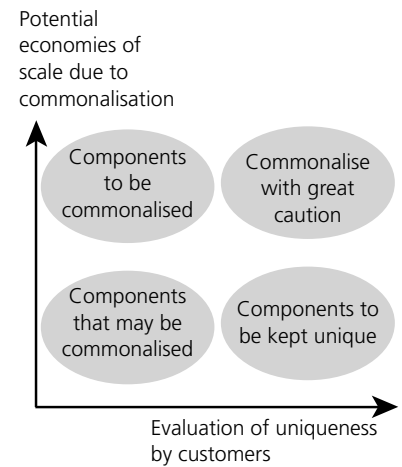 Potential
economies of
scale due to
commonalisation
Components
to be
commonalised
Commonalise
with great
caution
Components
that may be
commonalised
Components to
be kept unique
Evaluation of uniqueness
by customers